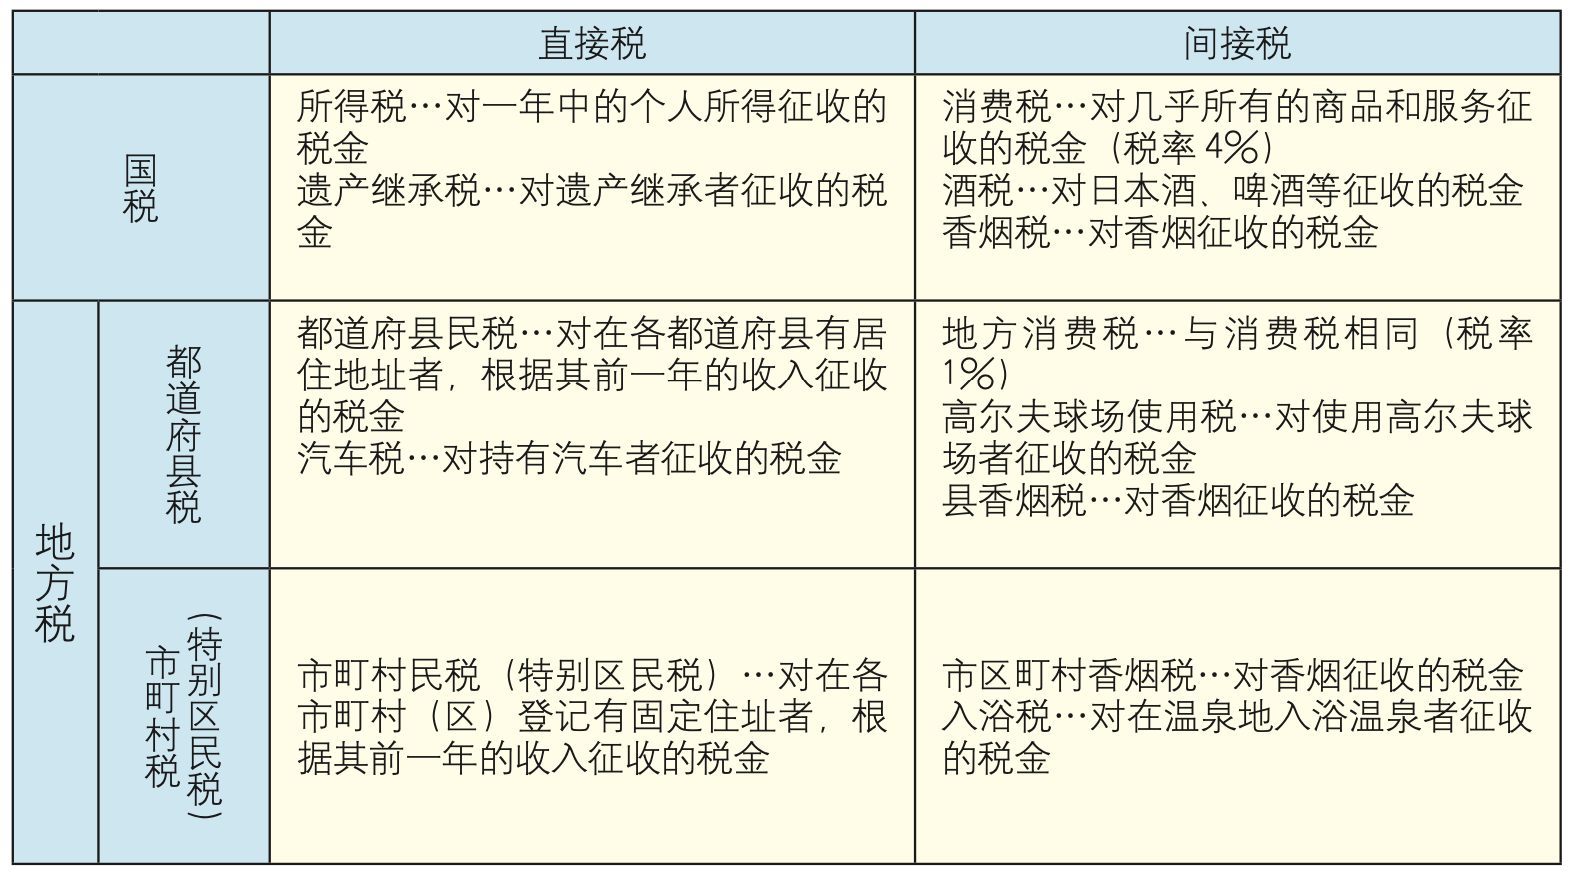 直接税
间接税
国税
所得税…对一年中的个人所得征收的
税金
遗产继承税…对遗产继承者征收的税
金
消费税…对几乎所有的商品和服务征
收的税金（税率 4%）
酒税…对日本酒、啤酒等征收的税金
香烟税…对香烟征收的税金
地方税
都道府县税
都道府县民税…对在各都道府县有居
住地址者，根据其前一年的收入征收
的税金
汽车税…对持有汽车者征收的税金
地方消费税…与消费税相同（税率
1%）
高尔夫球场使用税…对使用高尔夫球
场者征收的税金
县香烟税…对香烟征收的税金
市町村税
（特别区民税）
市町村民税（特别区民税）…对在各
市町村（区）登记有固定住址者，根
据其前一年的收入征收的税金
市区町村香烟税…对香烟征收的税金
入浴税…对在温泉地入浴温泉者征收
的税金